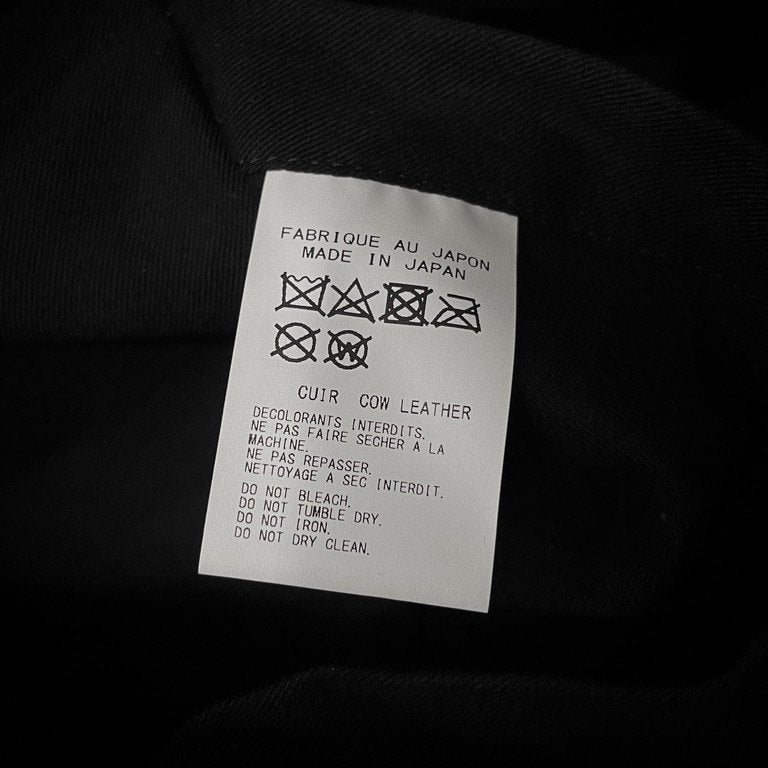 FABRIQUE AU JAPON
MADE IN JAPAN
W
CUIR COW LEATHER
DECOLORANTS INTERDITS.
NE PAS FAIRE SECHER A LA
MACHINE.
NE PAS REPASSER.
NETTOYAGE A SEC INTERDIT.
DO NOT BLEACH.
DO NOT TUMBLE DRY.
DO NOT IRON.
DO NOT DRY CLEAN.